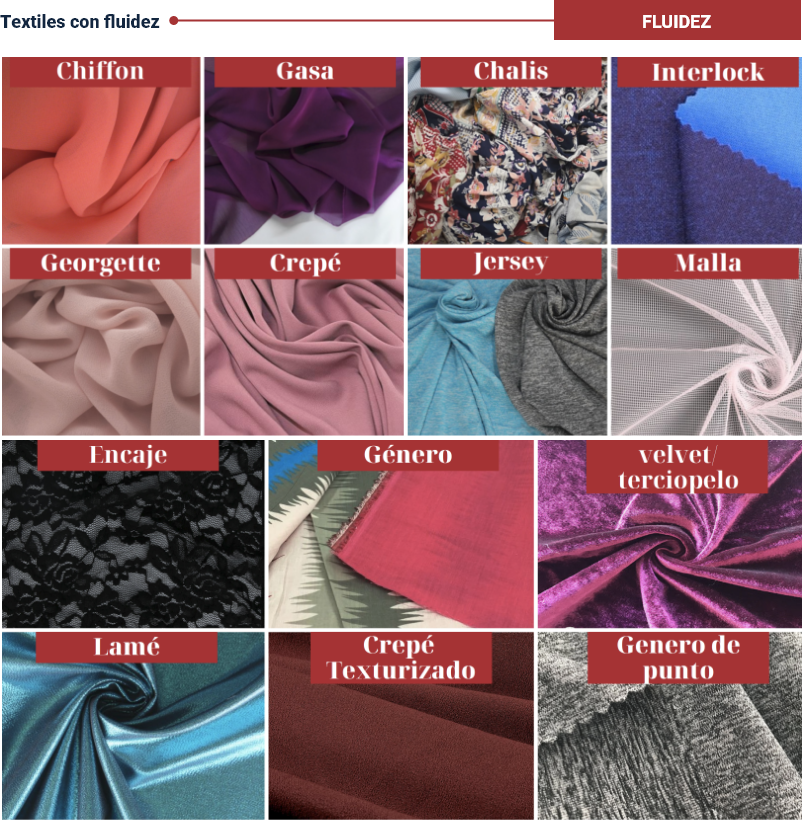 Textiles con fluidez
FLUIDEZ
Chiffon
Gasa
Chalis
Interlock
Georgette
Crepé
Jersey
Malla
Encaje
Género
velvet/
terciopelo
Lamé
Crepé
Texturizado
Genero de
punto